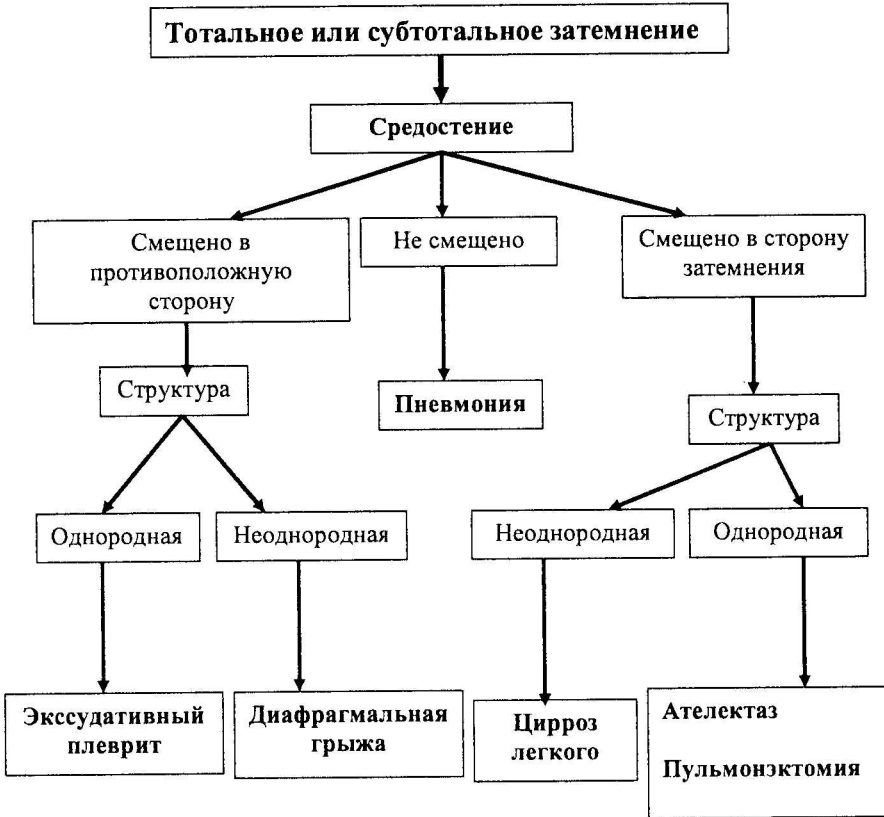 Тотальное или субтотальное затемнение
Средостение
Смещено в
противоположную
сторону
Не смещено
Смещено в сторону
затемнения
Структура
Пневмония
Структура
Однородная
Неоднородная
Неоднородная
Однородная
Экссудативный
плеврит
Диафрагмальная
грыжа
Цирроз
легкого
Ателектаз
Пульмонэктомия